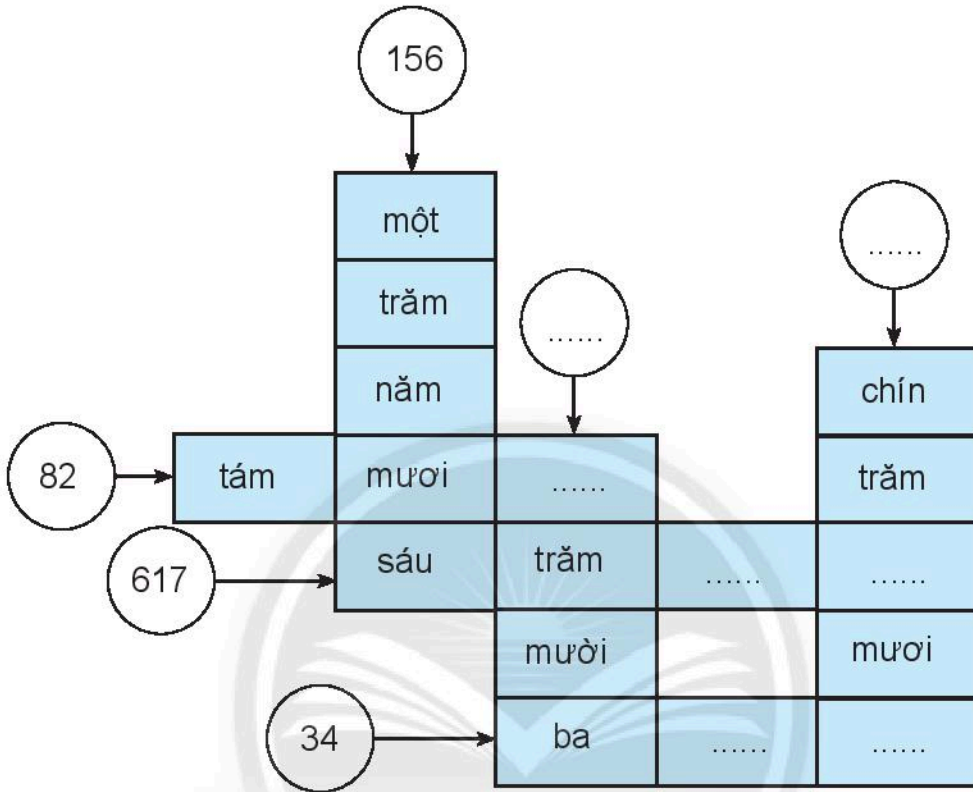 156
một
trăm
......
......
năm
chín
82
tám
mươi
......
trăm
617
sáu
trăm
......
......
mười
mươi
34
ba
......
......